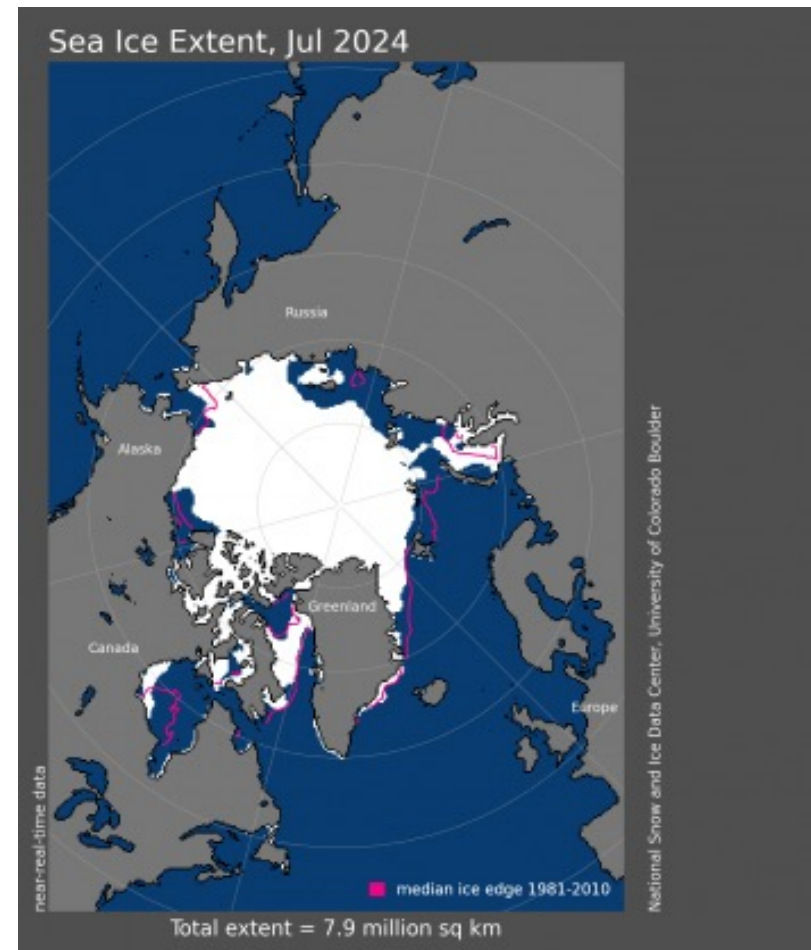 Sea Ice Extent, Jul 2024
Russia
Alaska
Greenland
Canada
Europe
near-real-time data
National Snow and Ice Data Center, University of Colorado Boulder
median ice edge 1981-2010
Total extent = 7.9 million sq km